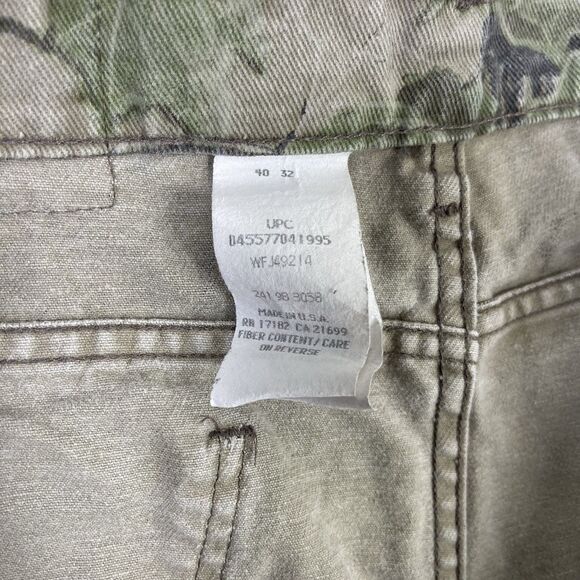 40 32
UPC
045577041995
WFJ49214
241 98 3058
MADE IN U.S.A.
RN 17182 CA 21699
FIBER CONTENT/CARE
ON REVERSE